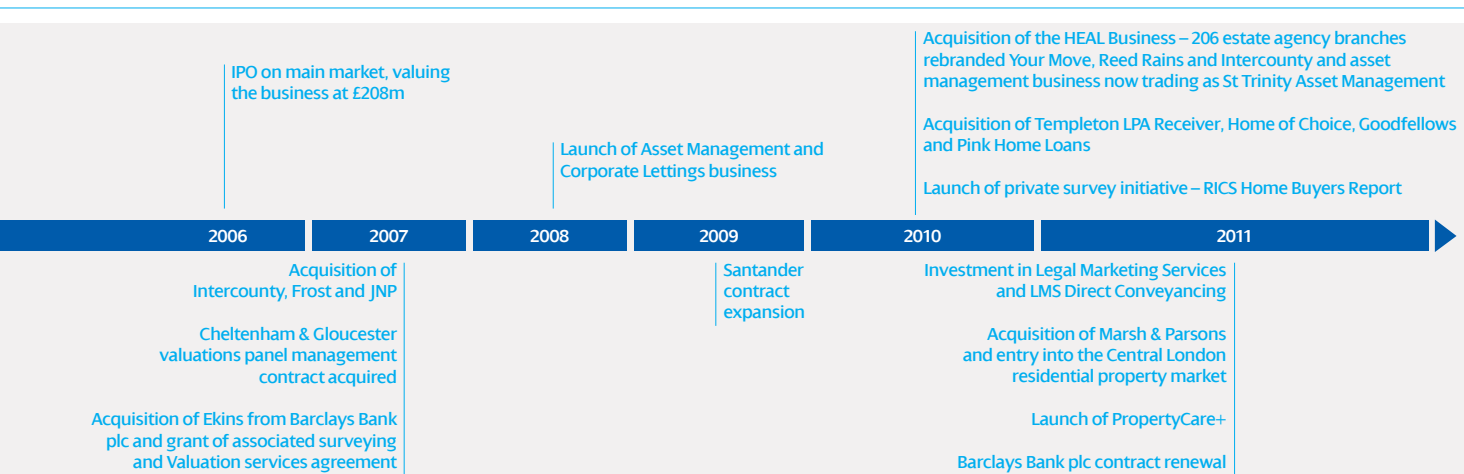 IPO on main market, valuing
the business at £208m
Launch of Asset Management and
Corporate Lettings business
Acquisition of the HEAL Business – 206 estate agency branches
rebranded Your Move, Reed Rains and Intercounty and asset
management business now trading as St Trinity Asset Management
Acquisition of Templeton LPA Receiver, Home of Choice, Goodfellows
and Pink Home Loans
Launch of private survey initiative – RICS Home Buyers Report
2006
2007
2008
2009
2010
2011
Acquisition of
Intercounty, Frost and JNP
Cheltenham & Gloucester
valuations panel management
contract acquired
Acquisition of Ekins from Barclays Bank
plc and grant of associated surveying
and Valuation services agreement
Santander
contract
expansion
Investment in Legal Marketing Services
and LMS Direct Conveyancing
Acquisition of Marsh & Parsons
and entry into the Central London
residential property market
Launch of PropertyCare+
Barclays Bank plc contract renewal